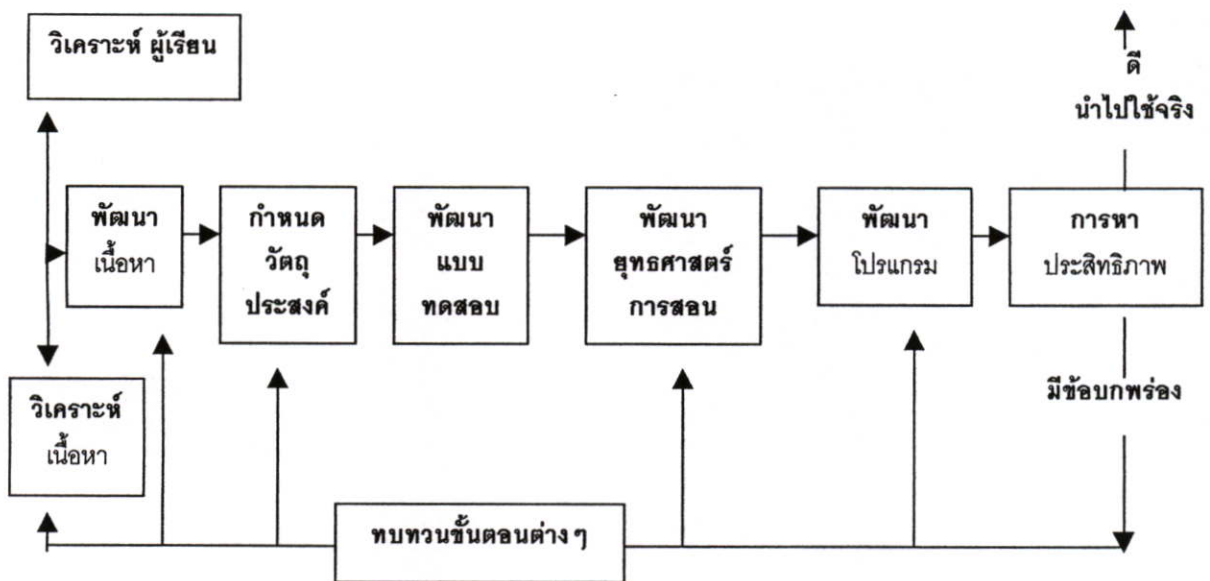 วิเคราะห์ ผู้เรียน
ดี
นำไปใช้จริง
พัฒนา
เนื้อหา
กำหนด
วัตถุ
ประสงค์
พัฒนา
แบบ
ทดสอบ
พัฒนา
ยุทธศาสตร์
การสอน
พัฒนา
โปรแกรม
การหา
ประสิทธิภาพ
วิเคราะห์
เนื้อหา
มีข้อบกพร่อง
ทบทวนขั้นตอนต่างๆ